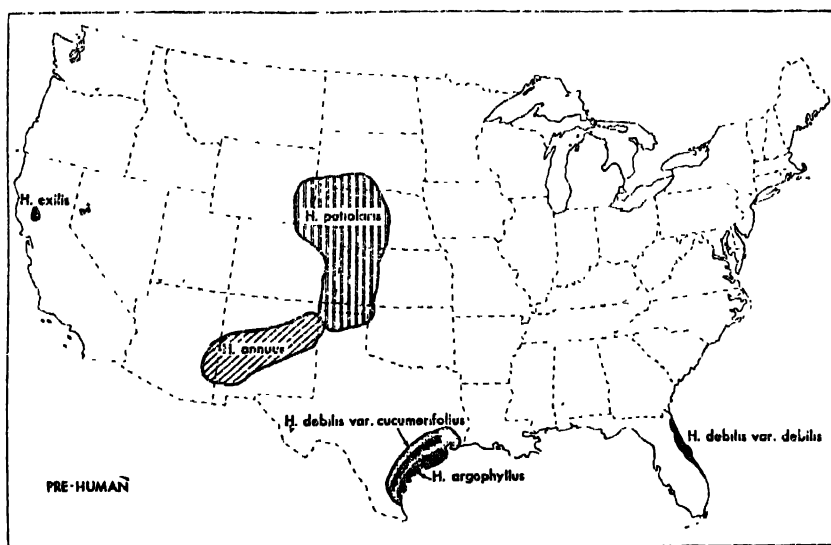 H. exilis
H. petiolaris
H. annuus
H. debilis var. cucumerifolius
H. debilis var. debilis
H. argophyllus
PRE-HUMAN